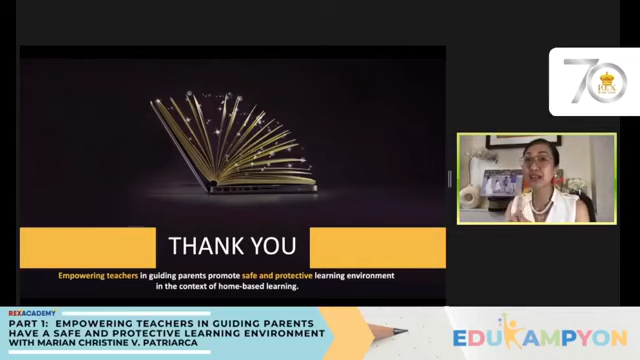 70
REX
THANK YOU
Empowering teachers in guiding parents promote safe and protective learning environment
in the context of home-based learning.
REXACADEMY
PART 1: EMPOWERING TEACHERS IN GUIDING PARENTS
HAVE A SAFE AND PROTECTIVE LEARNING ENVIRONMENT
WITH MARIAN CHRISTINE V. PATRIARCA
EDUKAMPYON